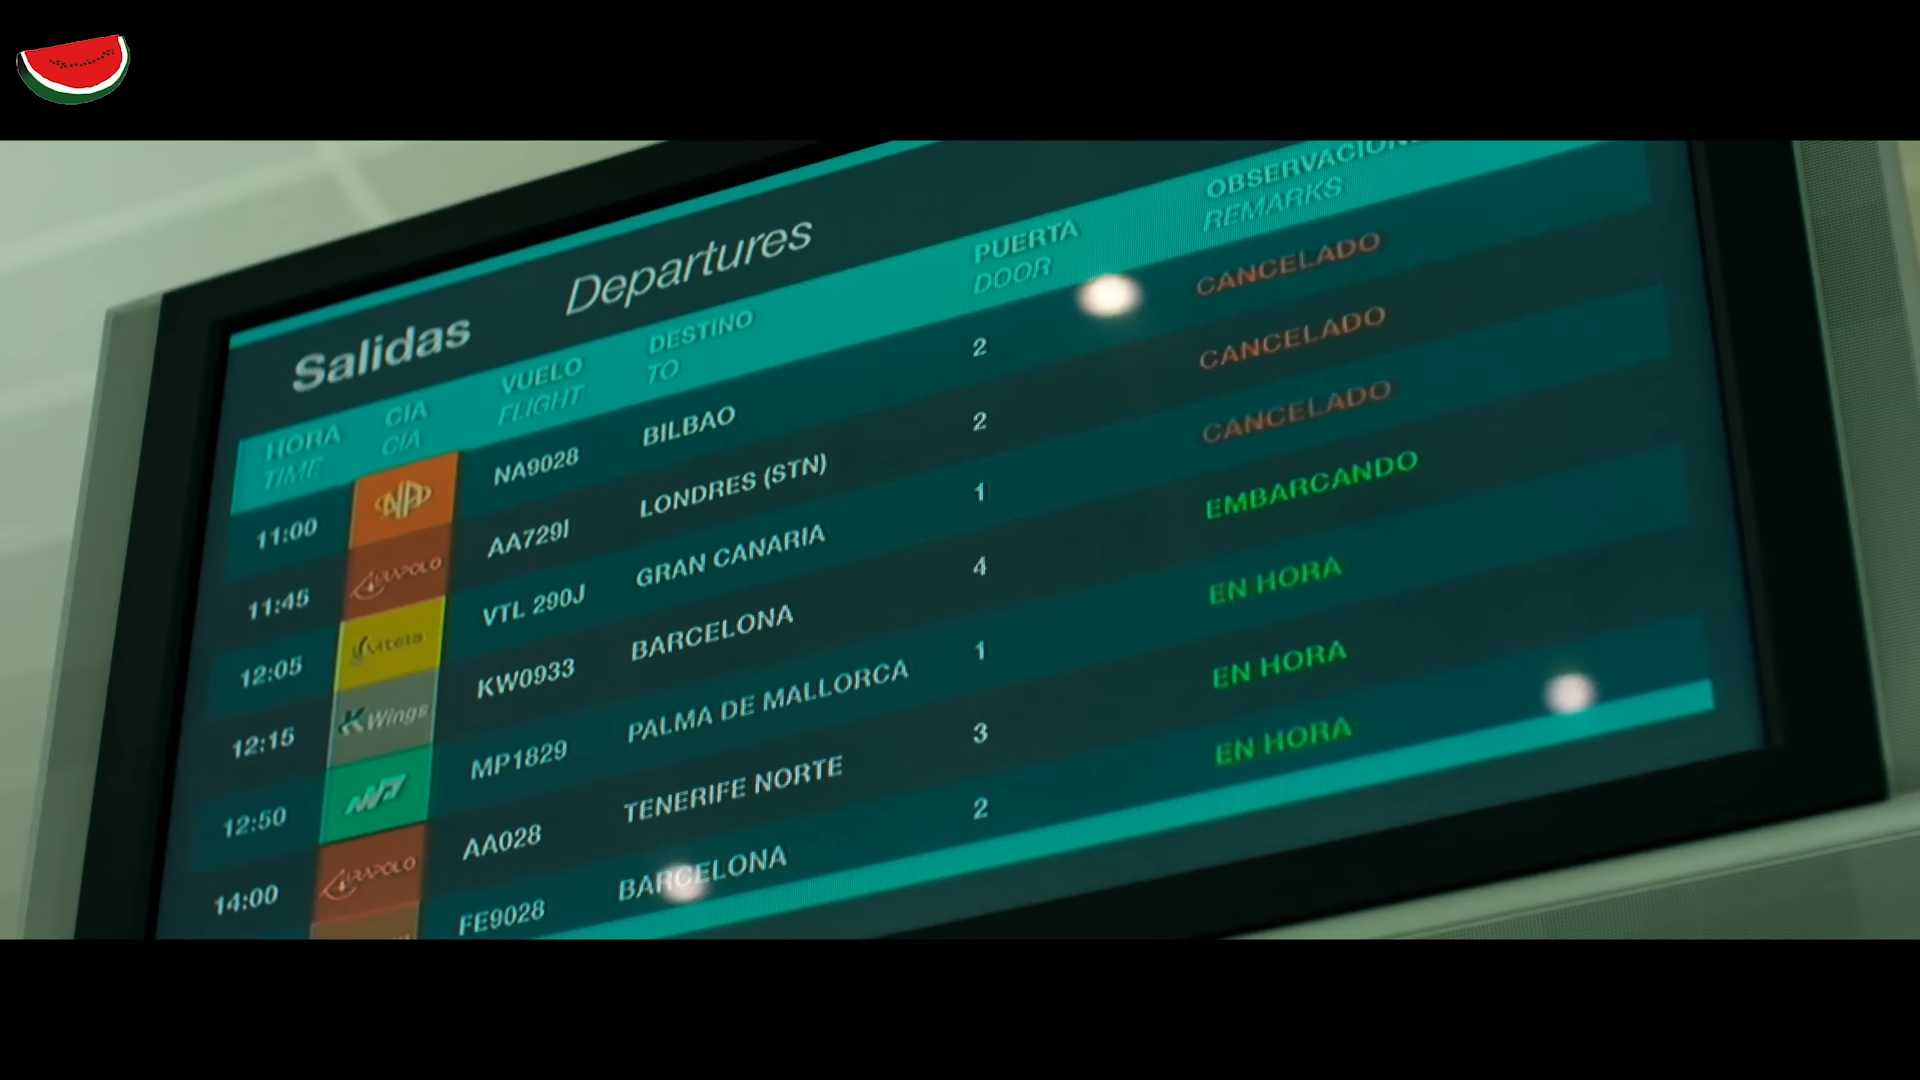 Salidas Departures
HORA CIA VUELO DESTINO PUERTA
TIME CIA FLIGHT TO DOOR REMARKS
11:00 NA9028 BILBAO 2 CANCELADO
11:45 AA729I LONDRES (STN) 2 CANCELADO
12:05 VTL 290J GRAN CANARIA 1 CANCELADO
12:15 KWings KW0933 BARCELONA 4 EMBARCANDO
12:50 MP1829 PALMA DE MALLORCA 1 EN HORA
14:00 AA028 TENERIFE NORTE 3 EN HORA
FE9028 BARCELONA 2 EN HORA